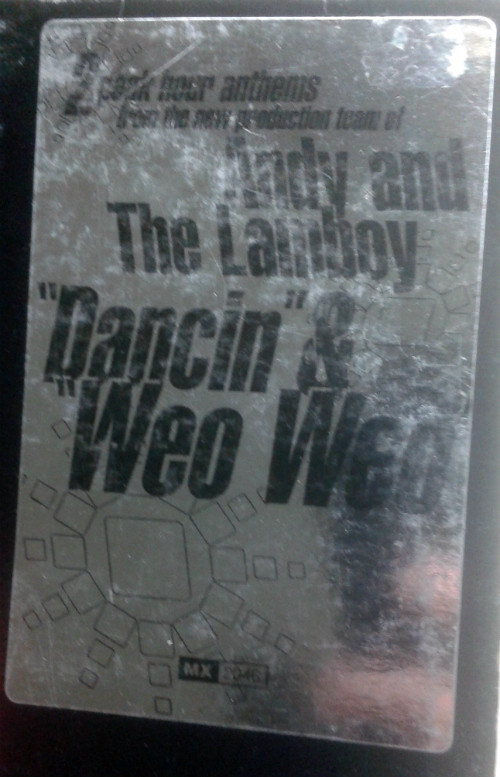 2 peak hour anthems
from the new production team of
Andy and
The Lamboy
"Dancin" &
"Weo Weo
MX